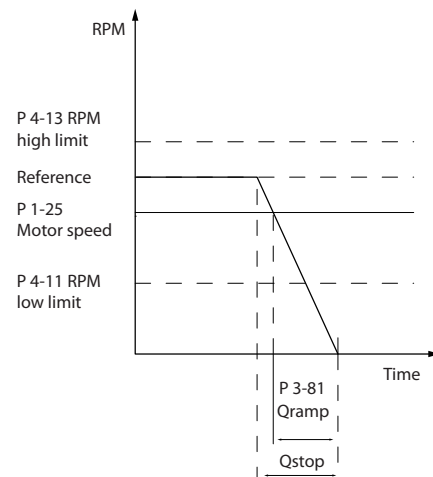 RPM
P 4-13 RPM
high limit
Reference
P 1-25
Motor speed
P 4-11 RPM
low limit
Time
P 3-81
Qramp
Qstop